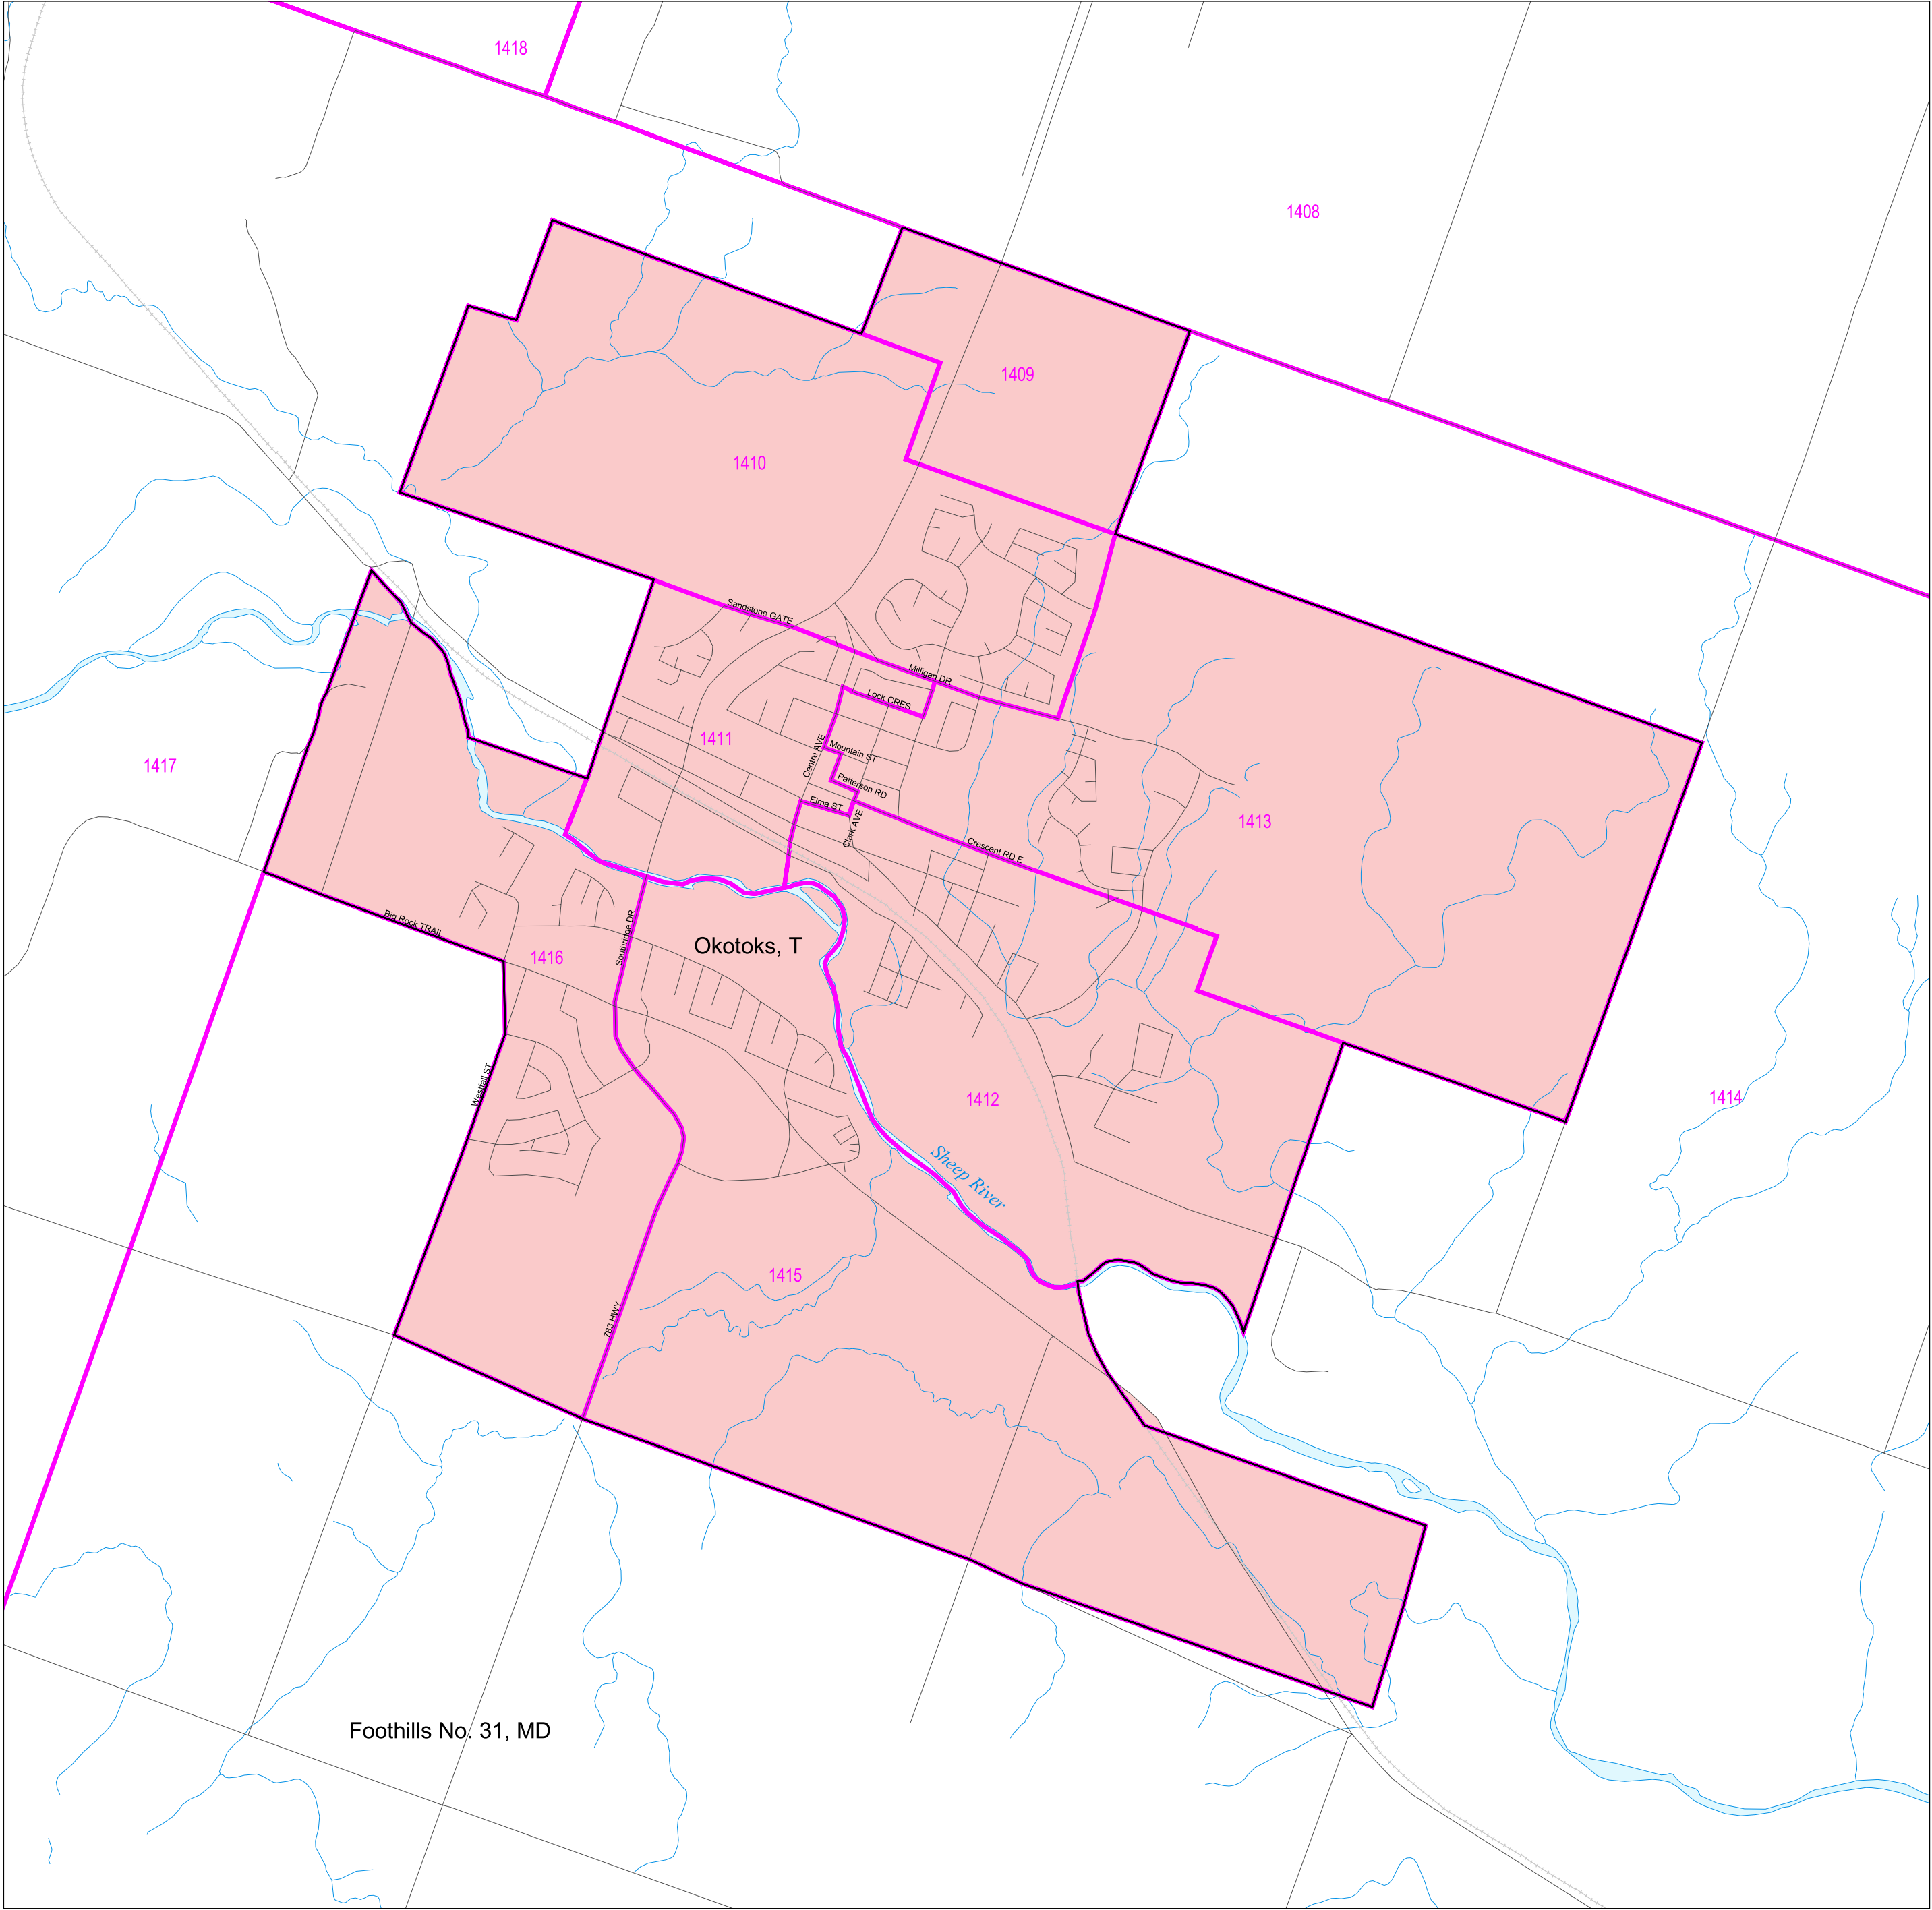 1418
1408
1409
1410
Sandstone GATE
Milligan DR
Lock CRES
1411
Centre AVE
Mountain ST
1417
Patterson RD
Elma ST
Clark AVE
1413
Crescent RD E
Big Rock TRAIL
Southridge DR
Okotoks, T
1416
Westfall ST
1412
1414
Sheep River
1415
783 HWY
Foothills No. 31, MD